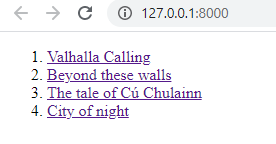 127.0.0.1:8000
1. Valhalla Calling
2. Beyond these walls
3. The tale of Cú Chulainn
4. City of night